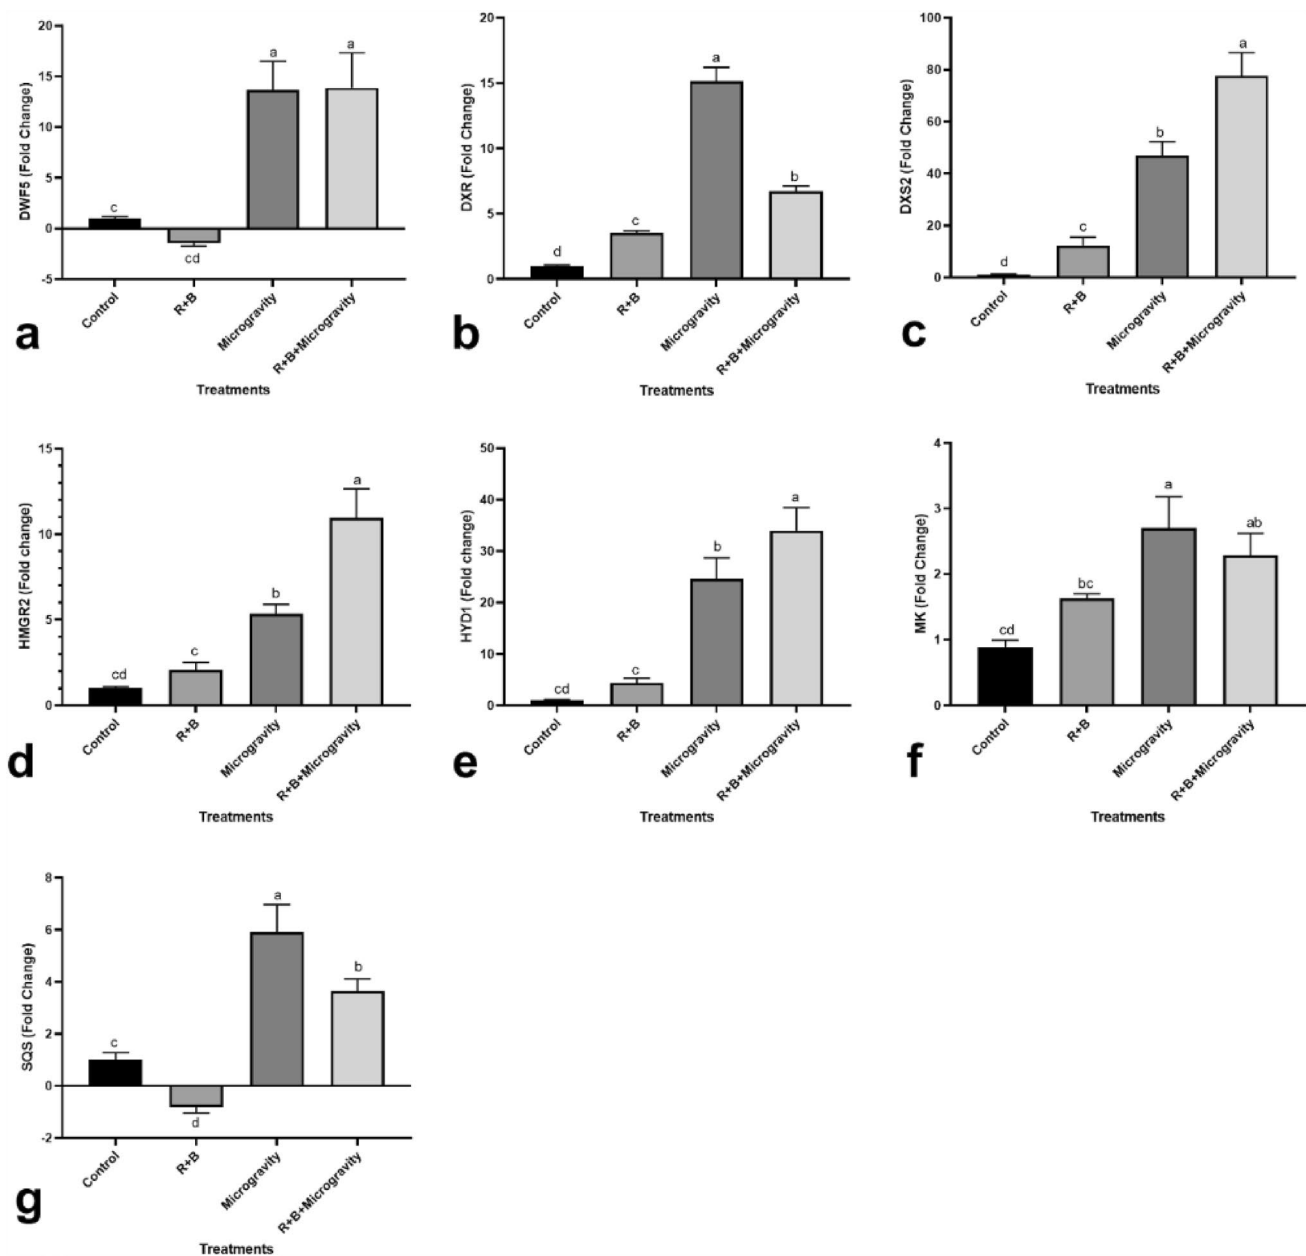 DWF5 (Fold Change)
20
15
10
5
0
-5
c
cd
a
a
Control
R+B
Microgravity
R+B+Microgravity
Treatments
a
DXR (Fold Change)
20
15
10
5
0
d
c
a
b
Control
R+B
Microgravity
R+B+Microgravity
Treatments
b
DXS2 (Fold Change)
100
80
60
40
20
0
d
c
b
a
Control
R+B
Microgravity
R+B+Microgravity
Treatments
c
HMGR2 (Fold change)
15
10
5
0
cd
c
b
a
Control
R+B
Microgravity
R+B+Microgravity
Treatments
d
HYD1 (Fold change)
50
40
30
20
10
0
cd
c
b
a
Control
R+B
Microgravity
R+B+Microgravity
Treatments
e
MK (Fold Change)
4
3
2
1
0
cd
bc
a
ab
Control
R+B
Microgravity
R+B+Microgravity
Treatments
f
SQS (Fold Change)
8
6
4
2
0
-2
c
d
a
b
Control
R+B
Microgravity
R+B+Microgravity
Treatments
g